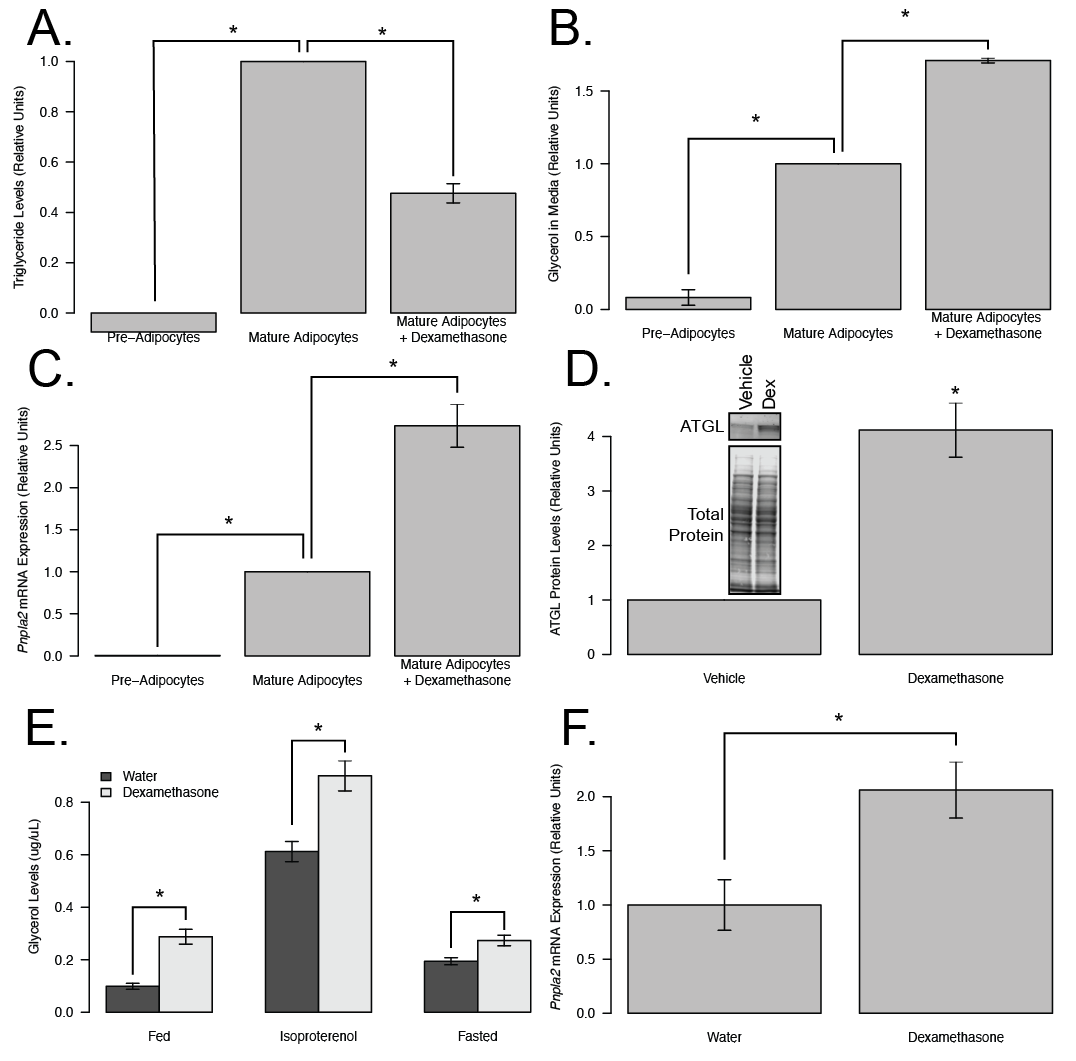 A.
*
*
Triglyceride Levels (Relative Units)
1.0
0.8
0.6
0.4
0.2
0.0
Pre−Adipocytes
Mature Adipocytes
Mature Adipocytes
+ Dexamethasone
B.
*
*
Glycerol in Media (Relative Units)
1.5
1.0
0.5
0.0
Pre−Adipocytes
Mature Adipocytes
Mature Adipocytes
+ Dexamethasone
C.
*
*
Pnpla2 mRNA Expression (Relative Units)
2.5
2.0
1.5
1.0
0.5
0.0
Pre−Adipocytes
Mature Adipocytes
Mature Adipocytes
+ Dexamethasone
D.
Vehicle
Dex
*
ATGL
Total
Protein
ATGL Protein Levels (Relative Units)
4
3
2
1
0
Vehicle
Dexamethasone
E.
*
*
*
Water
Dexamethasone
Glycerol Levels (ug/uL)
0.8
0.6
0.4
0.2
0.0
Fed
Isoproterenol
Fasted
F.
*
Pnpla2 mRNA Expression (Relative Units)
2.0
1.5
1.0
0.5
0.0
Water
Dexamethasone